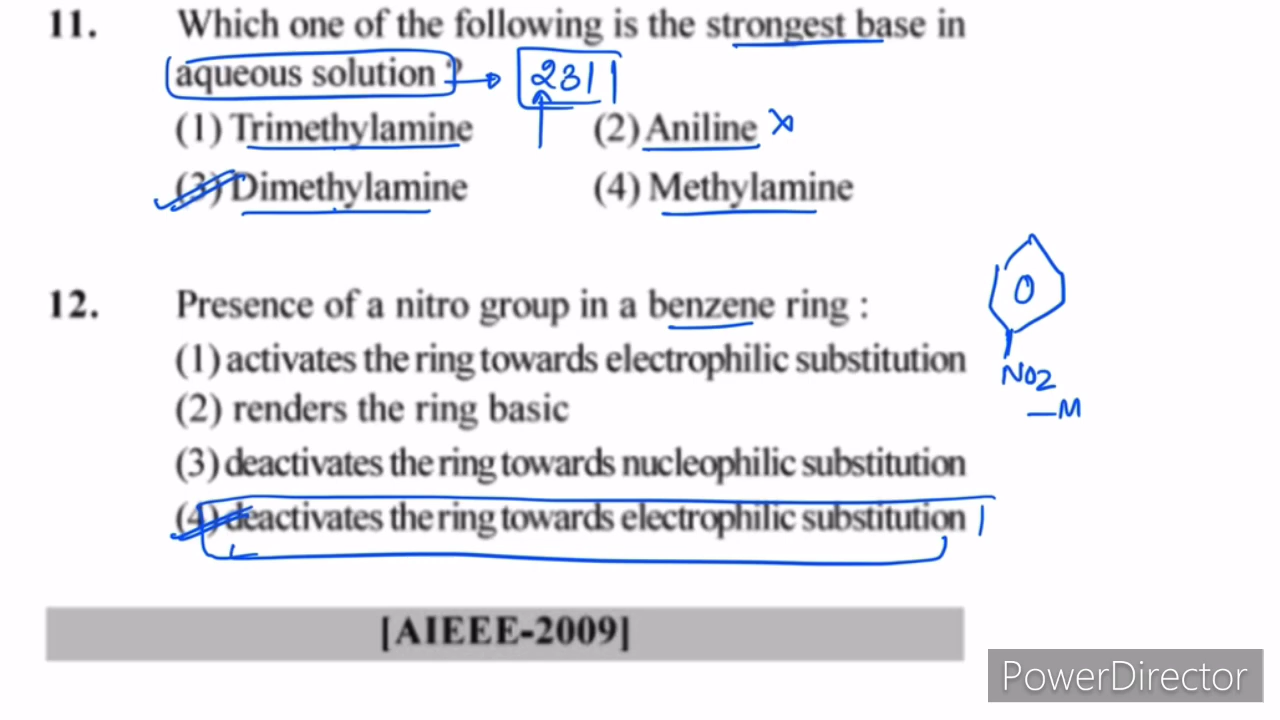 11. Which one of the following is the strongest base in
aqueous solution ? 231
(1) Trimethylamine (2) Aniline
(3) Dimethylamine (4) Methylamine
12. Presence of a nitro group in a benzene ring :
(1) activates the ring towards electrophilic substitution
(2) renders the ring basic
(3) deactivates the ring towards nucleophilic substitution
(4) deactivates the ring towards electrophilic substitution
NO2
—M
[AIEEE-2009]
PowerDirector